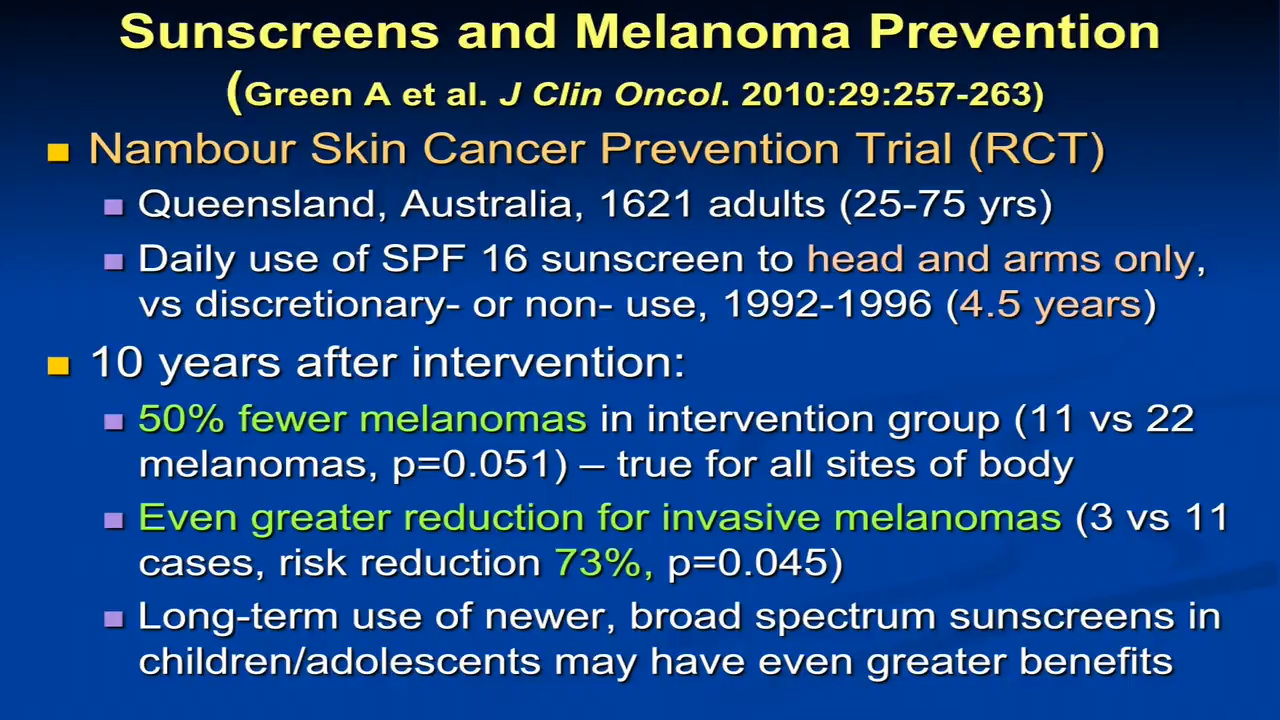 Sunscreens and Melanoma Prevention
(Green A et al. J Clin Oncol. 2010:29:257-263)
Nambour Skin Cancer Prevention Trial (RCT)
Queensland, Australia, 1621 adults (25-75 yrs)
Daily use of SPF 16 sunscreen to head and arms only,
vs discretionary- or non- use, 1992-1996 (4.5 years)
10 years after intervention:
50% fewer melanomas in intervention group (11 vs 22
melanomas, p=0.051) – true for all sites of body
Even greater reduction for invasive melanomas (3 vs 11
cases, risk reduction 73%, p=0.045)
Long-term use of newer, broad spectrum sunscreens in
children/adolescents may have even greater benefits